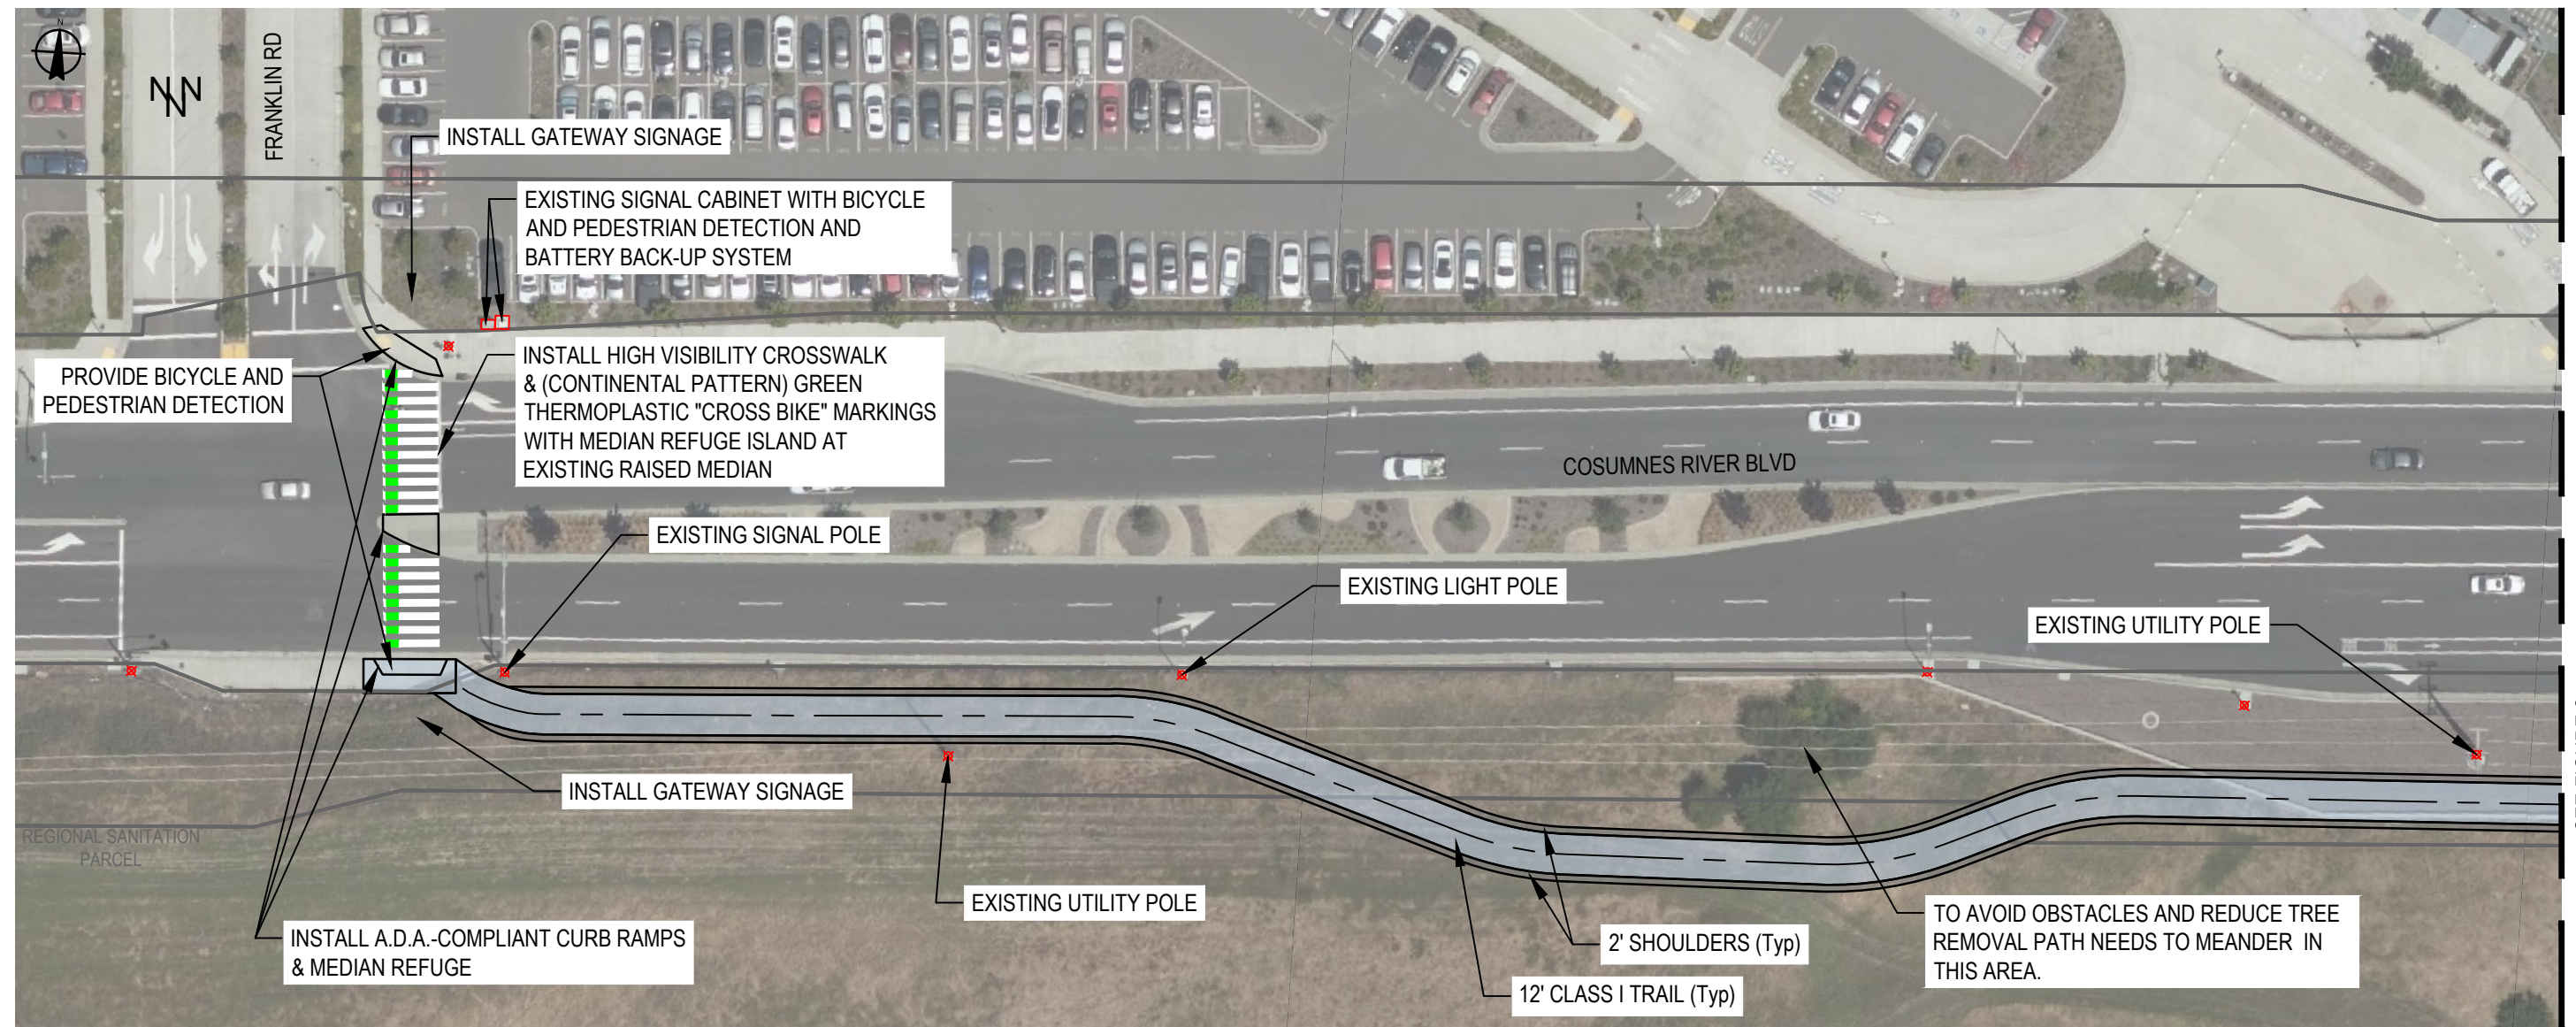 N
FRANKLIN RD
INSTALL GATEWAY SIGNAGE
EXISTING SIGNAL CABINET WITH BICYCLE
AND PEDESTRIAN DETECTION AND
BATTERY BACK-UP SYSTEM
PROVIDE BICYCLE AND
PEDESTRIAN DETECTION
INSTALL HIGH VISIBILITY CROSSWALK
& (CONTINENTAL PATTERN) GREEN
THERMOPLASTIC "CROSS BIKE" MARKINGS
WITH MEDIAN REFUGE ISLAND AT
EXISTING RAISED MEDIAN
COSUMNES RIVER BLVD
EXISTING SIGNAL POLE
EXISTING LIGHT POLE
EXISTING UTILITY POLE
INSTALL GATEWAY SIGNAGE
REGIONAL SANITATION
PARCEL
EXISTING UTILITY POLE
INSTALL A.D.A.-COMPLIANT CURB RAMPS
& MEDIAN REFUGE
2' SHOULDERS (Typ)
12' CLASS I TRAIL (Typ)
TO AVOID OBSTACLES AND REDUCE TREE
REMOVAL PATH NEEDS TO MEANDER IN
THIS AREA.